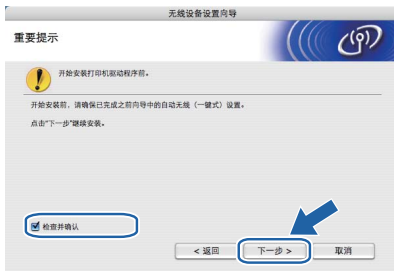 无线设备设置向导
重要提示
开始安装打印机驱动程序前。
开始安装前，请确保已完成之前向导中的自动无线（一键式）设置。
点击"下一步"继续安装。
检查并确认
< 返回
下一步 >
取消